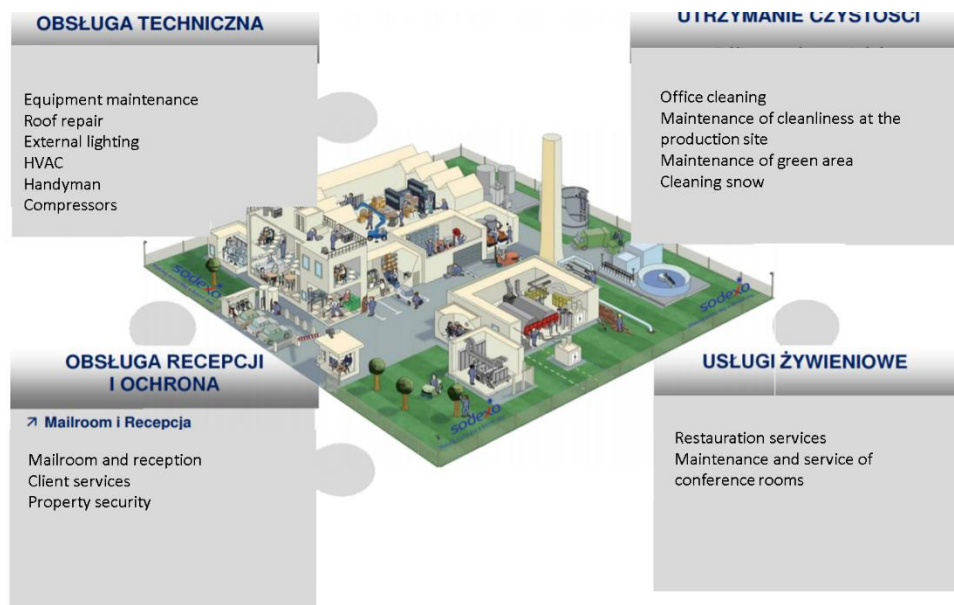 OBSŁUGA TECHNICZNA
Equipment maintenance
Roof repair
External lighting
HVAC
Handyman
Compressors
UTRZYMANIE CZYSTOŚCI
Office cleaning
Maintenance of cleanliness at the
production site
Maintenance of green area
Cleaning snow
sodexo
sodexo
sodexo
OBSŁUGA RECEPCJI
I OCHRONA
↗ Mailroom i Recepcja
Mailroom and reception
Client services
Property security
USŁUGI ŻYWIENIOWE
Restauration services
Maintenance and service of
conference rooms